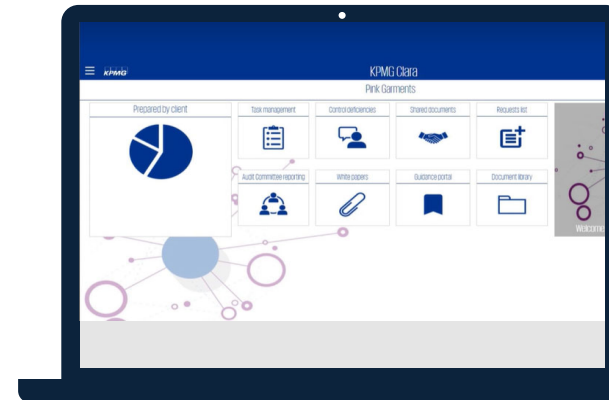 KPMG
KPMG Clara
Pink Garments
Prepared by client
Task management
Control deficiencies
Shared documents
Requests list
Audit Committee reporting
White papers
Guidance portal
Document library
Welcome